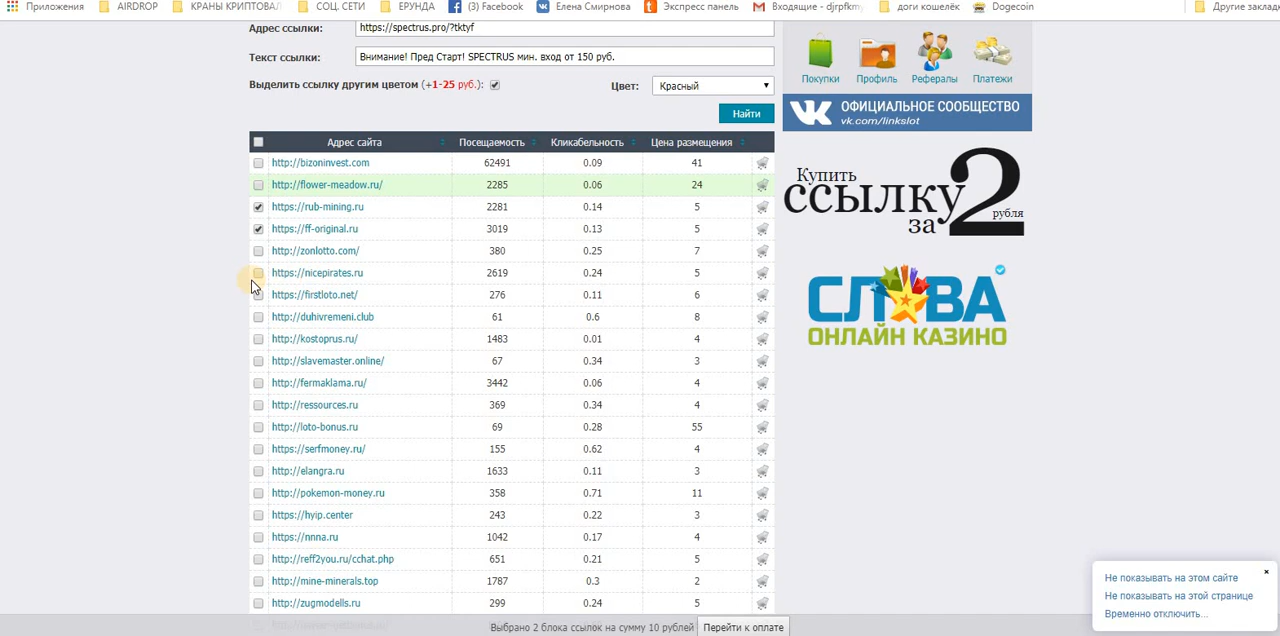 Приложения AIRDROP КРАНЫ КРИПТОВАЛ СОЦ. СЕТИ ЕРУНДА (3) Facebook Елена Смирнова Экспресс панель Входящие - djrpfkmy доги кошелёк Dogecoin Другие заклад
Адрес ссылки: https://spectrus.pro/?tktyf
Текст ссылки: Внимание! Пред Старт! SPECTRUS мин. вход от 150 руб.
Выделить ссылку другим цветом (+1-25 руб.): Цвет: Красный
Найти
Адрес сайта Посещаемость Кликабельность Цена размещения
http://bizoninvest.com 62491 0.09 41
http://flower-meadow.ru/ 2285 0.06 24
https://rub-mining.ru 2281 0.14 5
https://ff-original.ru 3019 0.13 5
http://zonlotto.com/ 380 0.25 7
https://nicepirates.ru 2619 0.24 5
https://firstloto.net/ 276 0.11 6
http://duhivremeni.club 61 0.6 8
http://kostoprus.ru/ 1483 0.01 4
http://slavemaster.online/ 67 0.34 3
http://fermaklama.ru/ 3442 0.06 4
http://ressources.ru 369 0.34 4
http://loto-bonus.ru 69 0.28 55
https://serfmoney.ru/ 155 0.62 4
http://elangra.ru 1633 0.11 3
http://pokemon-money.ru 358 0.71 11
https://hyip.center 243 0.22 3
https://nnna.ru 1042 0.17 4
http://reff2you.ru/cchat.php 651 0.21 5
http://mine-minerals.top 1787 0.3 2
http://zugmodells.ru 299 0.24 5
Выбрано 2 блока ссылок на сумму 10 рублей Перейти к оплате
Покупки Профиль Рефералы Платежи
ОФИЦИАЛЬНОЕ СООБЩЕСТВО
vk.com/linkslot
Купить
ссылку 2
за рубля
СЛОВА
ОНЛАЙН КАЗИНО
Не показывать на этом сайте
Не показывать на этой странице
Временно отключить...